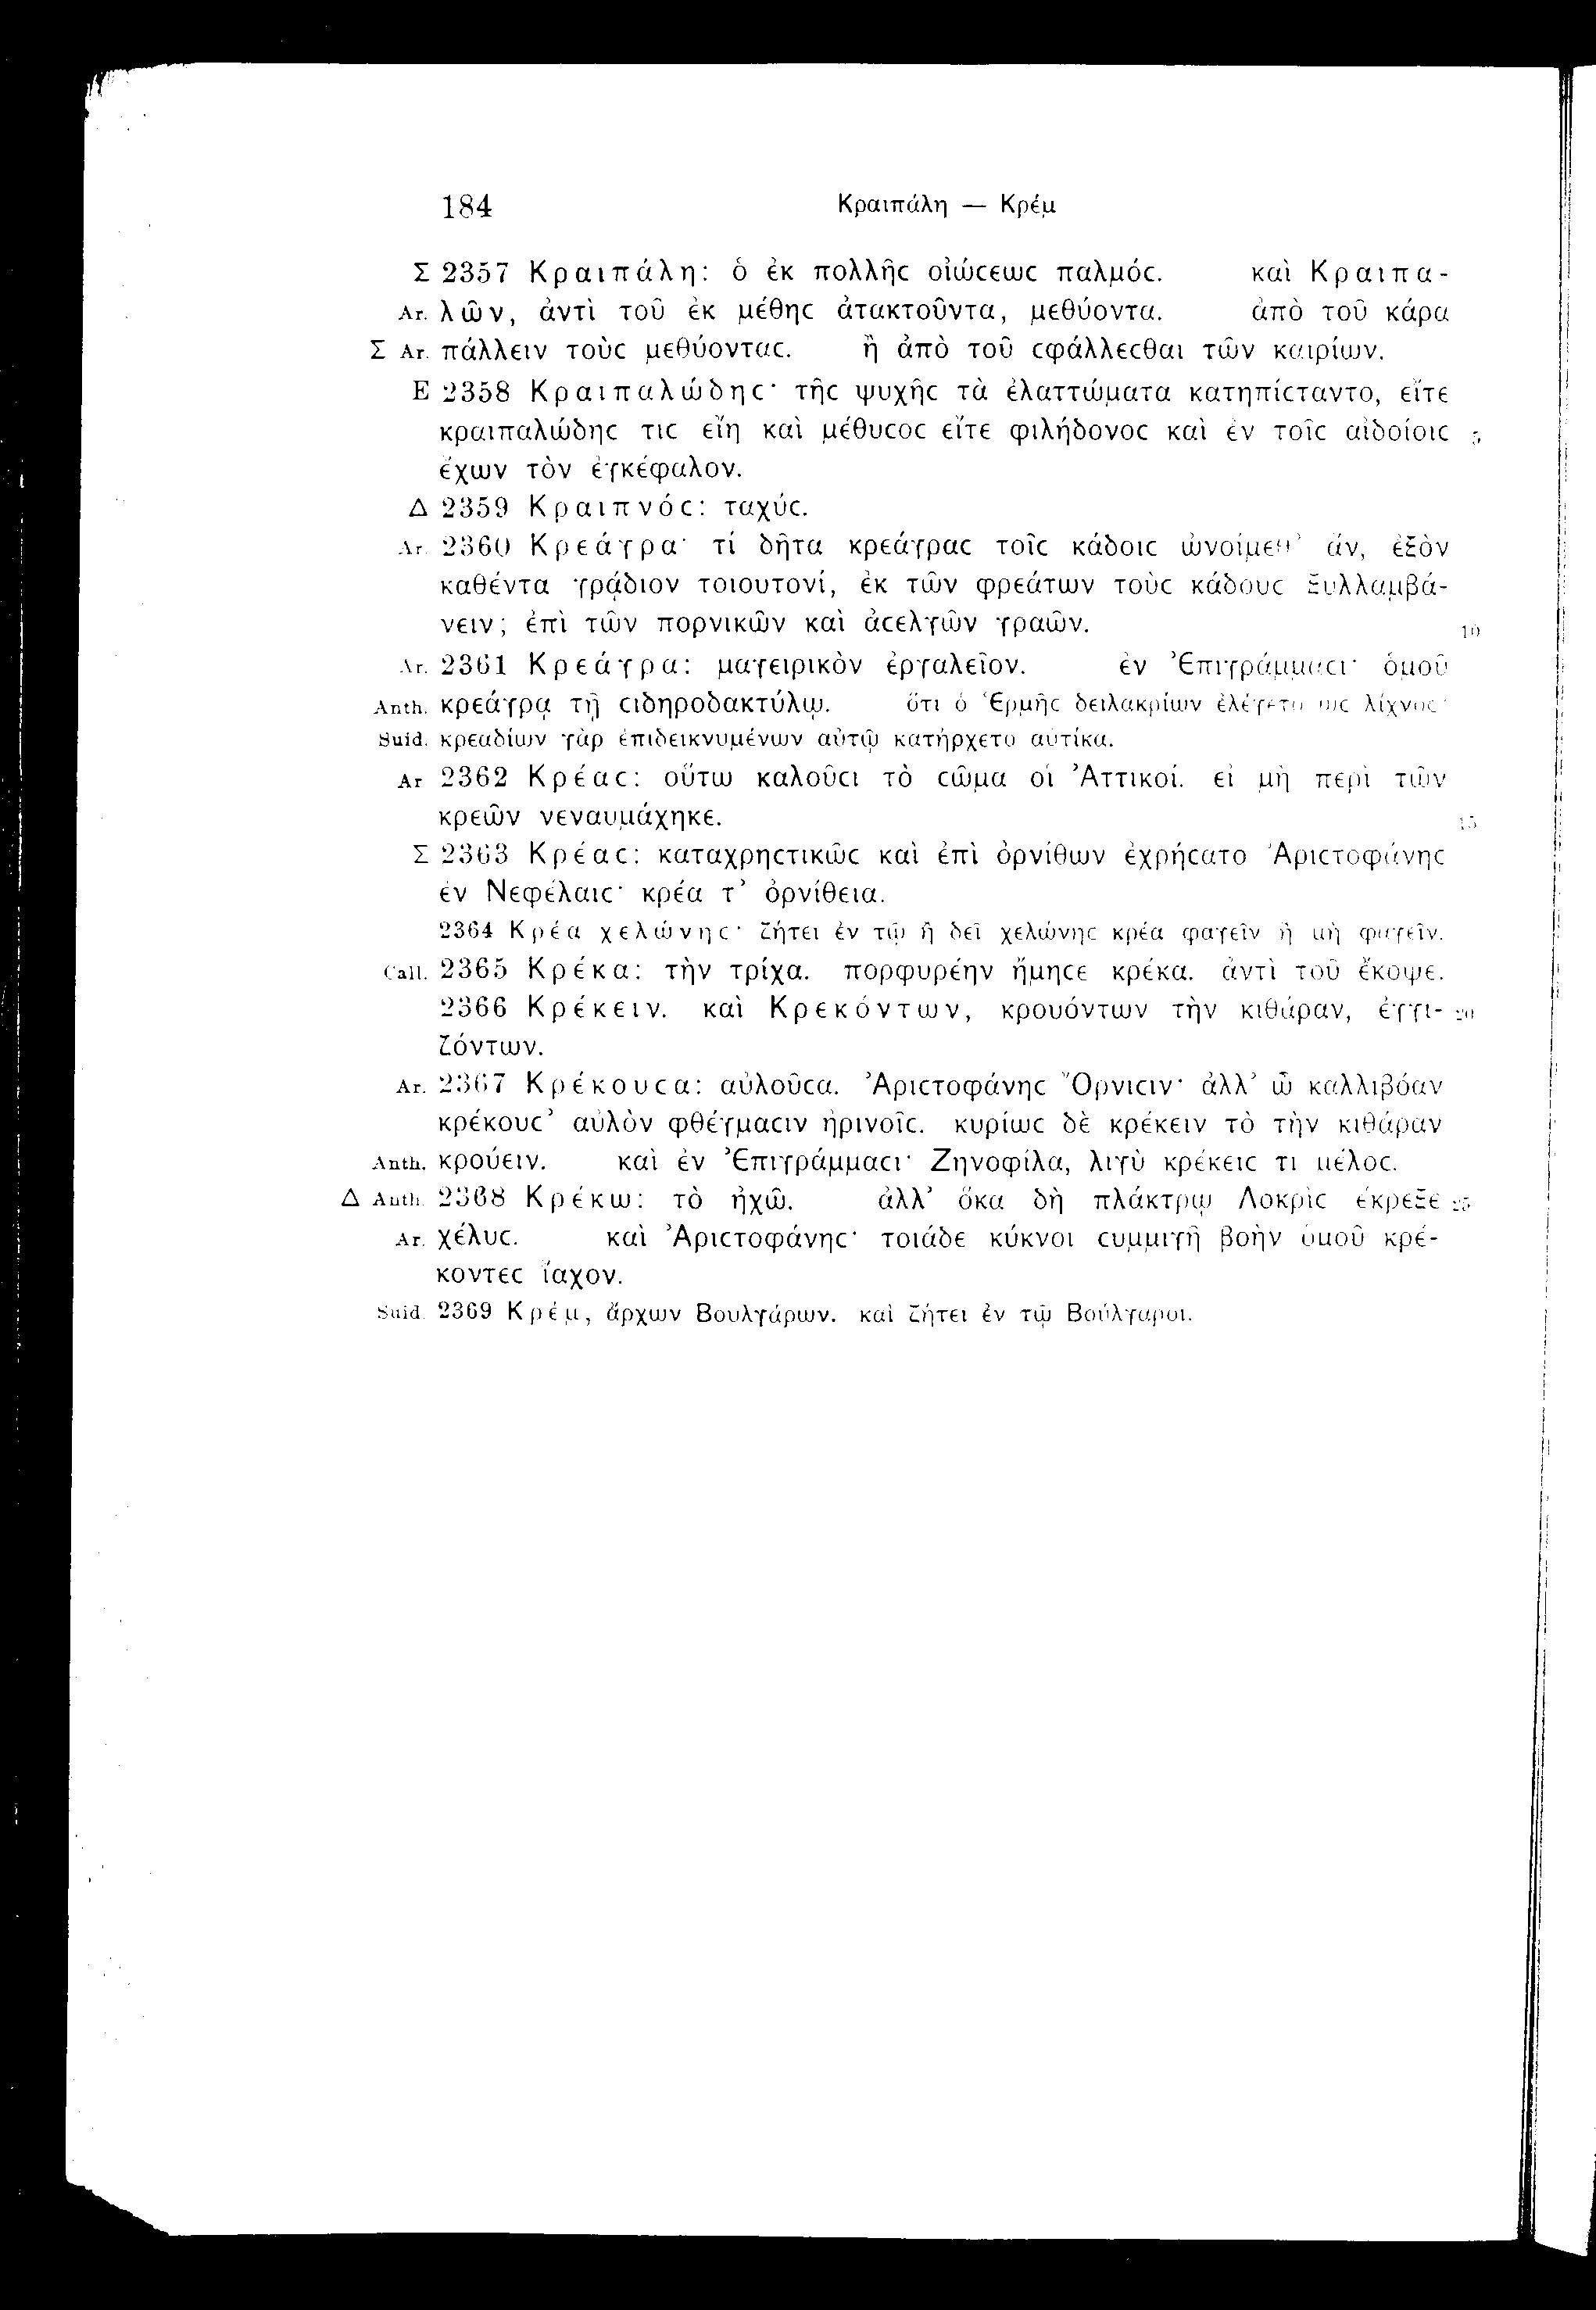 184 Κραιπάλη — Κρέμ
Σ 2357 Κραιπάλη: ὁ ἐκ πολλῆϲ οἰώϲεωϲ παλμόϲ. καὶ Κραιπα-
Ar. λῶν, ἀντὶ τοῦ ἐκ μέθηϲ ἀτακτοῦντα, μεθύοντα. ἀπὸ τοῦ κάρα
Σ Ar. πάλλειν τοὺϲ μεθύονταϲ. ἢ ἀπὸ τοῦ ϲφάλλεϲθαι τῶν καιρίων.
E 2358 Κραιπαλώδηϲ· τῆϲ ψυχῆϲ τὰ ἐλαττώματα κατηπίϲταντο, εἴτε
κραιπαλώδηϲ τιϲ εἴη καὶ μέθυϲοϲ εἴτε φιλήδονοϲ καὶ ἐν τοῖϲ αἰδοίοιϲ 5
ἔχων τὸν ἐγκέφαλον.
Δ 2359 Κραιπνόϲ: ταχύϲ.
Ar. 2360 Κρεάγρα· τί δῆτα κρεάγραϲ τοῖϲ κάδοιϲ ὠνοίμεθ' ἄν, ἐξὸν
καθέντα γρᾴδιον τοιουτονί, ἐκ τῶν φρεάτων τοὺϲ κάδουϲ ξυλλαμβά-
νειν; ἐπὶ τῶν πορνικῶν καὶ ἀϲελγῶν γραῶν. 10
Ar. 2361 Κρεάγρα: μαγειρικὸν ἐργαλεῖον. ἐν Ἐπιγράμμαϲι· ὁμοῦ
Anth. κρεάγρᾳ τῇ ϲιδηροδακτύλῳ. ὅτι ὁ Ἑρμῆϲ δειλακρίων ἐλέγετο ὡϲ λίχνοϲ·
Suid. κρεαδίων γὰρ ἐπιδεικνυμένων αὐτῷ κατήρχετο αὐτίκα.
Ar 2362 Κρέαϲ: οὕτω καλοῦϲι τὸ ϲῶμα οἱ Ἀττικοί. εἰ μὴ περὶ τῶν
κρεῶν νεναυμάχηκε. 15
Σ 2363 Κρέαϲ: καταχρηϲτικῶϲ καὶ ἐπὶ ὀρνίθων ἐχρήϲατο Ἀριϲτοφάνηϲ
ἐν Νεφέλαιϲ· κρέα τ' ὀρνίθεια.
2364 Κρέα χελώνηϲ· ζήτει ἐν τῷ ἢ δεῖ χελώνηϲ κρέα φαγεῖν ἢ μὴ φαγεῖν.
Call. 2365 Κρέκα: τὴν τρίχα. πορφυρέην ἤμηϲε κρέκα. ἀντὶ τοῦ ἔκοψε.
2366 Κρέκειν. καὶ Κρεκόντων, κρουόντων τὴν κιθάραν, ἐγγι- 20
ζόντων.
Ar. 2367 Κρέκουϲα: αὐλοῦϲα. Ἀριϲτοφάνηϲ Ὄρνιϲιν· ἀλλ' ὦ καλλιβόαν
κρέκουϲ' αὐλὸν φθέγμαϲιν ἠρινοῖϲ. κυρίωϲ δὲ κρέκειν τὸ τὴν κιθάραν
Anth. κρούειν. καὶ ἐν Ἐπιγράμμαϲι· Ζηνοφίλα, λιγὺ κρέκειϲ τι μέλοϲ.
Δ Anth. 2368 Κρέκω: τὸ ἠχῶ. ἀλλ' ὅκα δὴ πλάκτρῳ Λοκρὶϲ ἔκρεξε 25
Ar. χέλυϲ. καὶ Ἀριϲτοφάνηϲ· τοιάδε κύκνοι ϲυμμιγῆ βοὴν ὁμοῦ κρέ-
κοντεϲ ἴαχον.
Suid. 2369 Κρέμ, ἄρχων Βουλγάρων. καὶ ζήτει ἐν τῷ Βούλγαροι.